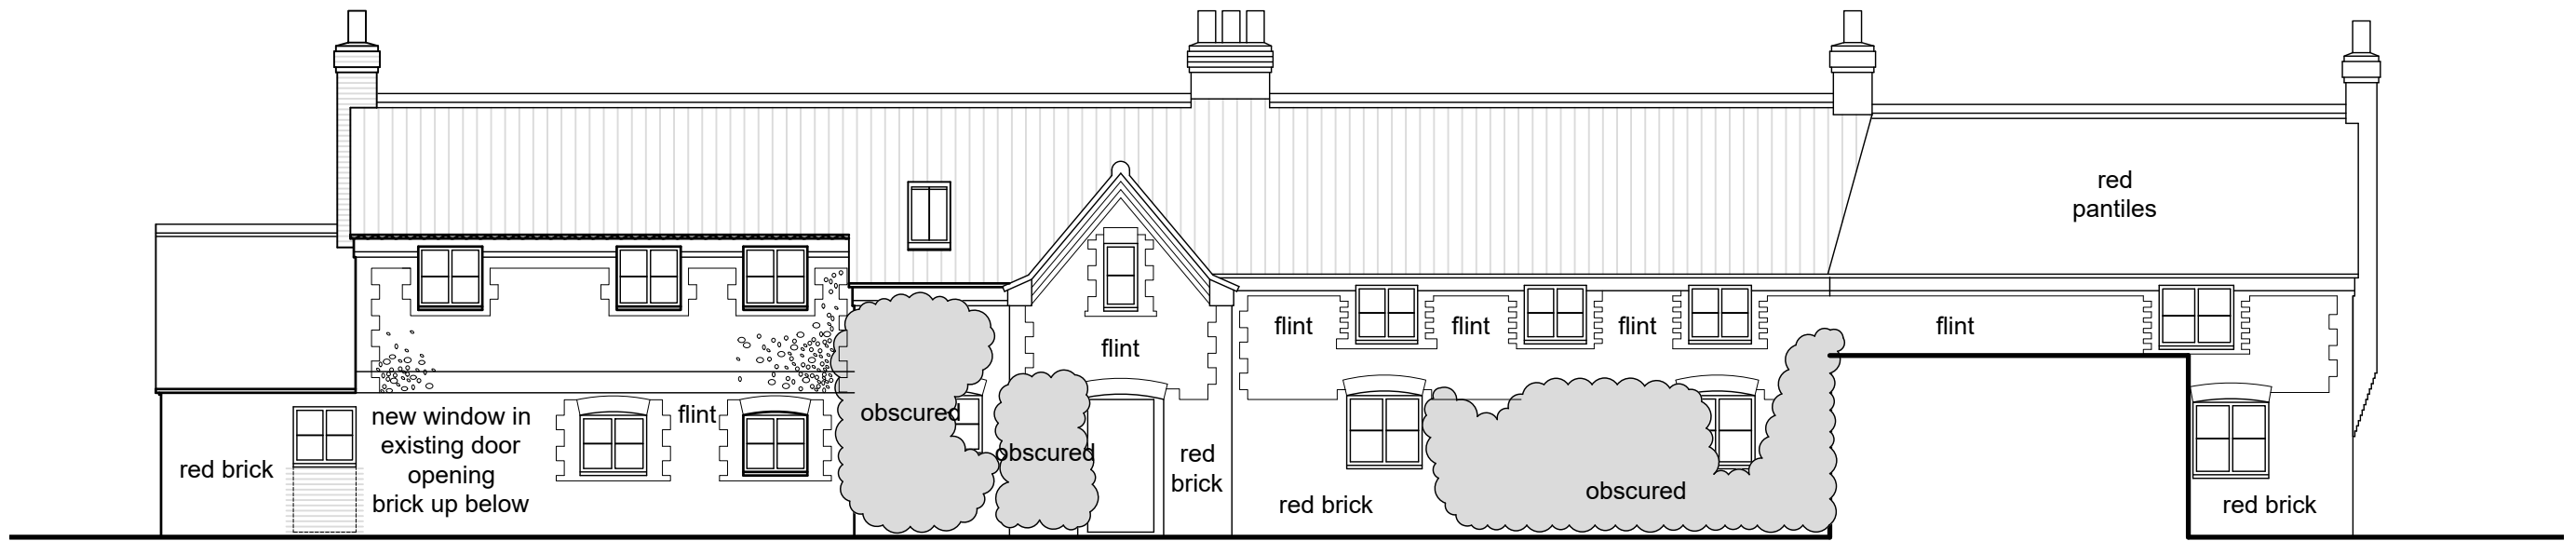 red
pantiles
flint
flint
flint
flint
flint
new window in
existing door
opening
brick up below
flint
obscured
obscured
red brick
red
brick
red brick
obscured
red brick